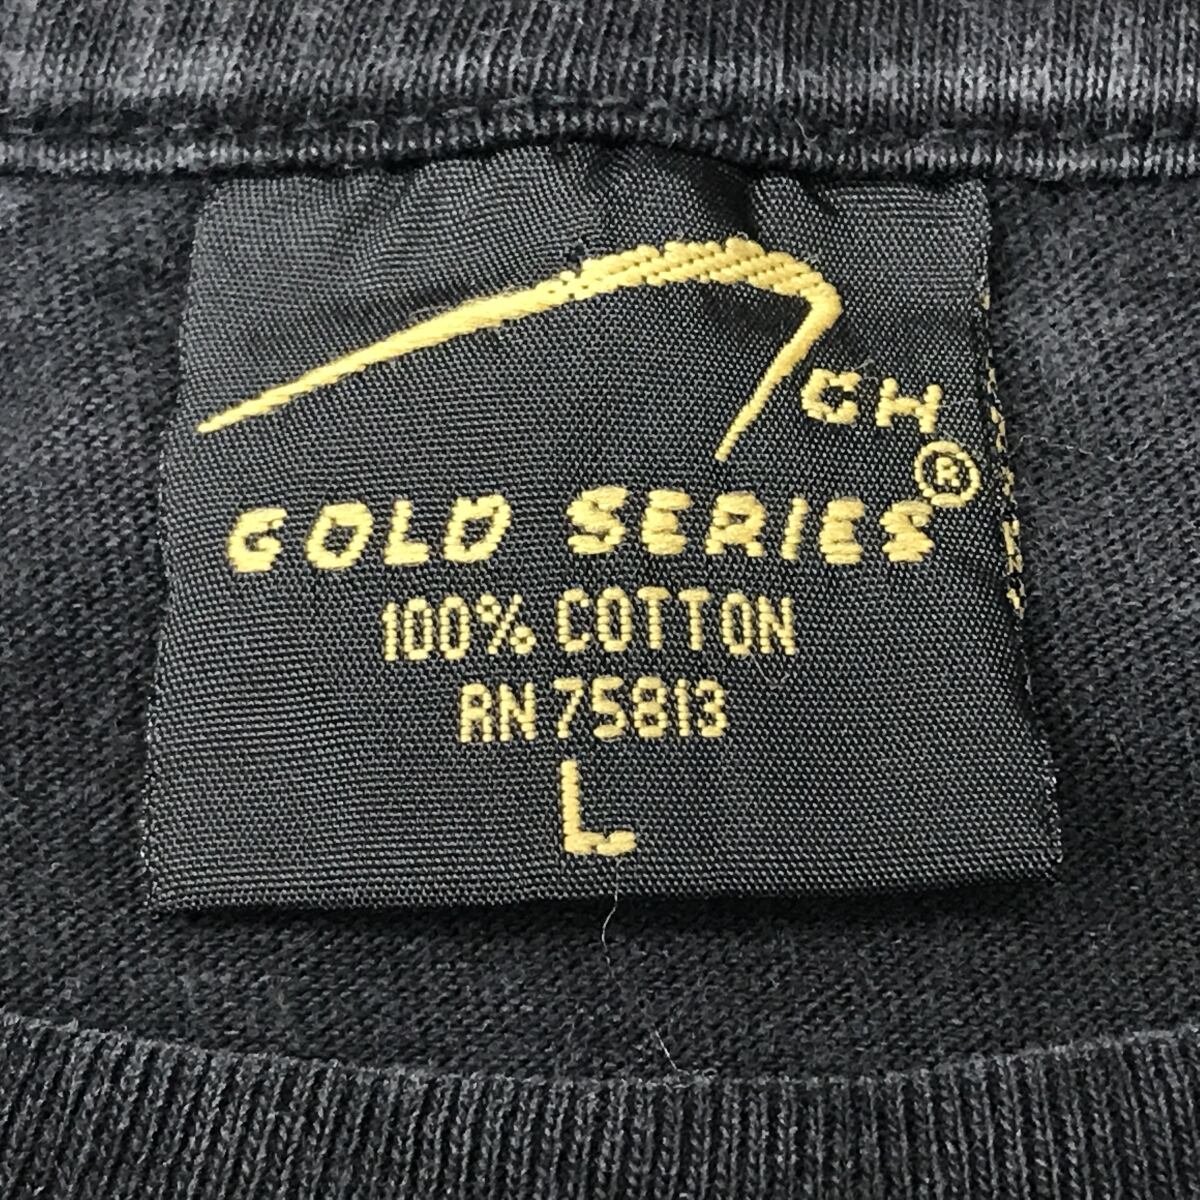 CH
GOLD SERIES®
100% COTTON
RN 75813
L